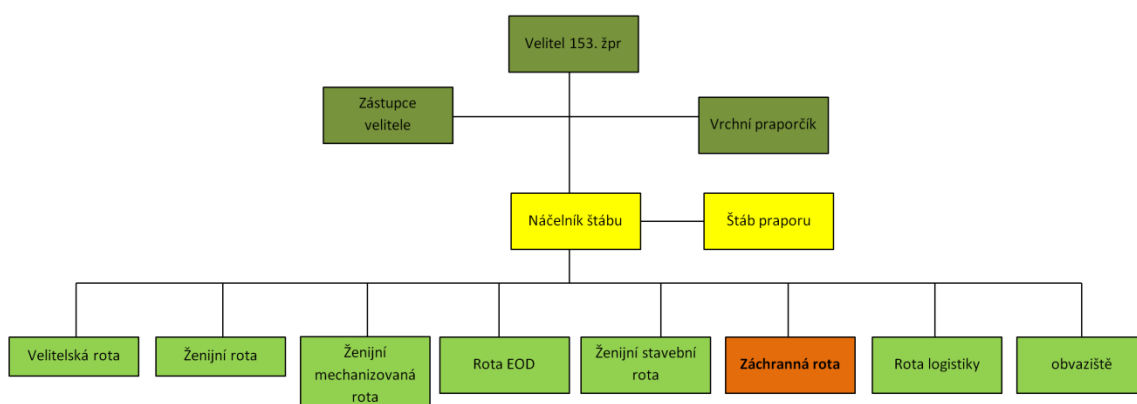 Velitel 153. žpr
Zástupce
velitele
Vrchní praporčík
Náčelník štábu
Štáb praporu
Velitelská rota
Ženijní rota
Ženijní
mechanizovaná
rota
Rota EOD
Ženijní stavební
rota
Záchranná rota
Rota logistiky
obvaziště